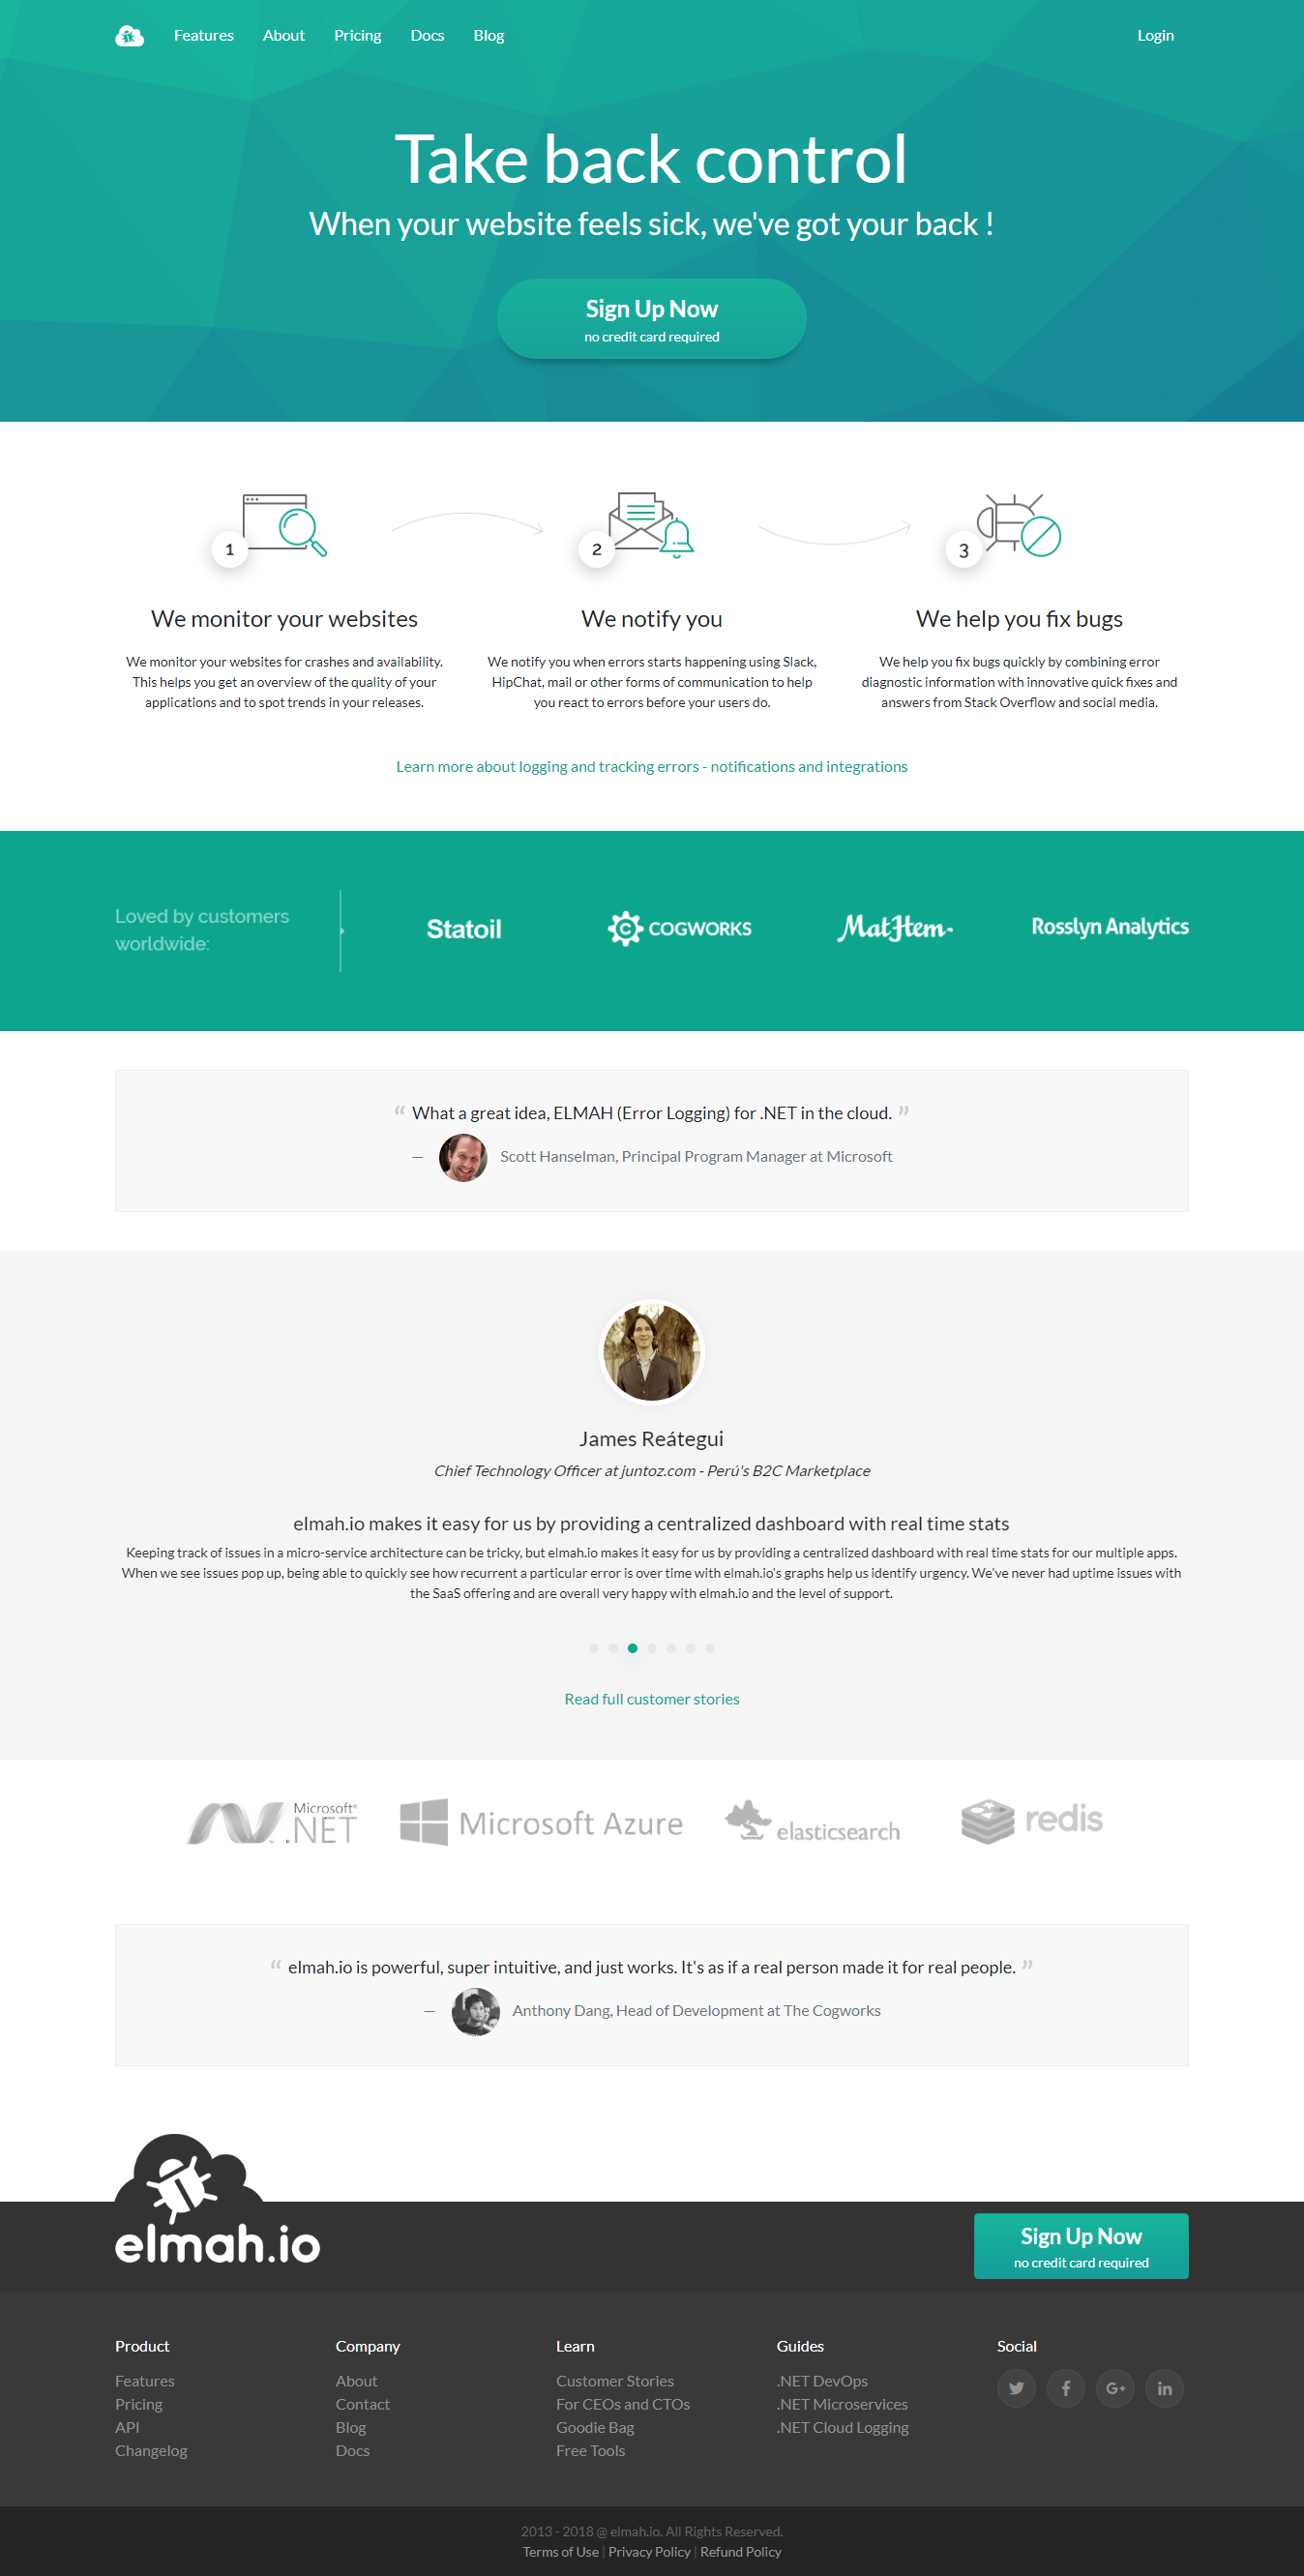 Features About Pricing Docs Blog Login
Take back control
When your website feels sick, we've got your back !
Sign Up Now
no credit card required
1
2
3
We monitor your websites
We monitor your websites for crashes and availability.
This helps you get an overview of the quality of your
applications and to spot trends in your releases.
We notify you
We notify you when errors starts happening using Slack,
HipChat, mail or other forms of communication to help
you react to errors before your users do.
We help you fix bugs
We help you fix bugs quickly by combining error
diagnostic information with innovative quick fixes and
answers from Stack Overflow and social media.
Learn more about logging and tracking errors - notifications and integrations
Loved by customers
worldwide:
Statoil
COGWORKS
MatHem
Rosslyn Analytics
“ What a great idea, ELMAH (Error Logging) for .NET in the cloud. ”
— Scott Hanselman, Principal Program Manager at Microsoft
James Reátegui
Chief Technology Officer at juntoz.com - Perú's B2C Marketplace
elmah.io makes it easy for us by providing a centralized dashboard with real time stats
Keeping track of issues in a micro-service architecture can be tricky, but elmah.io makes it easy for us by providing a centralized dashboard with real time stats for our multiple apps.
When we see issues pop up, being able to quickly see how recurrent a particular error is over time with elmah.io's graphs help us identify urgency. We've never had uptime issues with
the SaaS offering and are overall very happy with elmah.io and the level of support.
Read full customer stories
Microsoft®
.NET
Microsoft Azure
elasticsearch
redis
“ elmah.io is powerful, super intuitive, and just works. It's as if a real person made it for real people. ”
— Anthony Dang, Head of Development at The Cogworks
elmah.io
Sign Up Now
no credit card required
Product
Features
Pricing
API
Changelog
Company
About
Contact
Blog
Docs
Learn
Customer Stories
For CEOs and CTOs
Goodie Bag
Free Tools
Guides
.NET DevOps
.NET Microservices
.NET Cloud Logging
Social
2013 - 2018 @ elmah.io. All Rights Reserved.
Terms of Use | Privacy Policy | Refund Policy